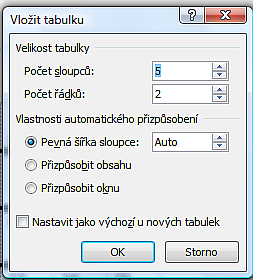 Vložit tabulku
Velikost tabulky
Počet sloupců: 5
Počet řádků: 2
Vlastnosti automatického přizpůsobení
Pevná šířka sloupce: Auto
Přizpůsobit obsahu
Přizpůsobit oknu
Nastavit jako výchozí u nových tabulek
OK Storno